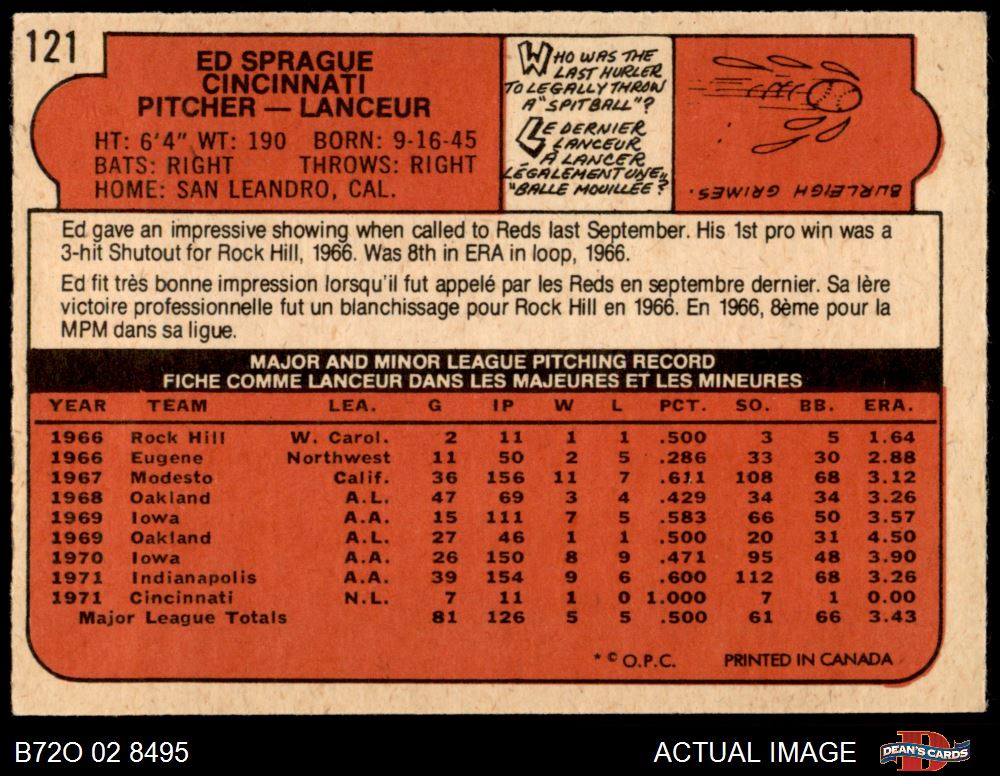 121
ED SPRAGUE
CINCINNATI
PITCHER — LANCEUR
HT: 6'4" WT: 190 BORN: 9-16-45
BATS: RIGHT THROWS: RIGHT
HOME: SAN LEANDRO, CAL.
WHO WAS THE
LAST HURLER
TO LEGALLY THROW
A "SPITBALL"?
LE DERNIER
LANCEUR
À LANCER
LÉGALEMENT UNE
"BALLE MOUILLÉE"?
BURLEIGH GRIMES.
Ed gave an impressive showing when called to Reds last September. His 1st pro win was a
3-hit Shutout for Rock Hill, 1966. Was 8th in ERA in loop, 1966.
Ed fit très bonne impression lorsqu'il fut appelé par les Reds en septembre dernier. Sa lère
victoire professionnelle fut un blanchissage pour Rock Hill en 1966. En 1966, 8ème pour la
MPM dans sa ligue.
MAJOR AND MINOR LEAGUE PITCHING RECORD
FICHE COMME LANCEUR DANS LES MAJEURES ET LES MINEURES
YEAR TEAM LEA. G IP W L PCT. SO. BB. ERA.
1966 Rock Hill W. Carol. 2 11 1 1 .500 3 5 1.64
1966 Eugene Northwest 11 50 2 5 .286 33 30 2.88
1967 Modesto Calif. 36 156 11 7 .611 108 68 3.12
1968 Oakland A.L. 47 69 3 4 .429 34 34 3.26
1969 Iowa A.A. 15 111 7 5 .583 66 50 3.57
1969 Oakland A.L. 27 46 1 1 .500 20 31 4.50
1970 Iowa A.A. 26 150 8 9 .471 95 48 3.90
1971 Indianapolis A.A. 39 154 9 6 .600 112 68 3.26
1971 Cincinnati N.L. 7 11 1 0 1.000 7 1 0.00
Major League Totals 81 126 5 5 .500 61 66 3.43
* © O.P.C. PRINTED IN CANADA
B72O 02 8495
ACTUAL IMAGE
DEAN'S CARDS